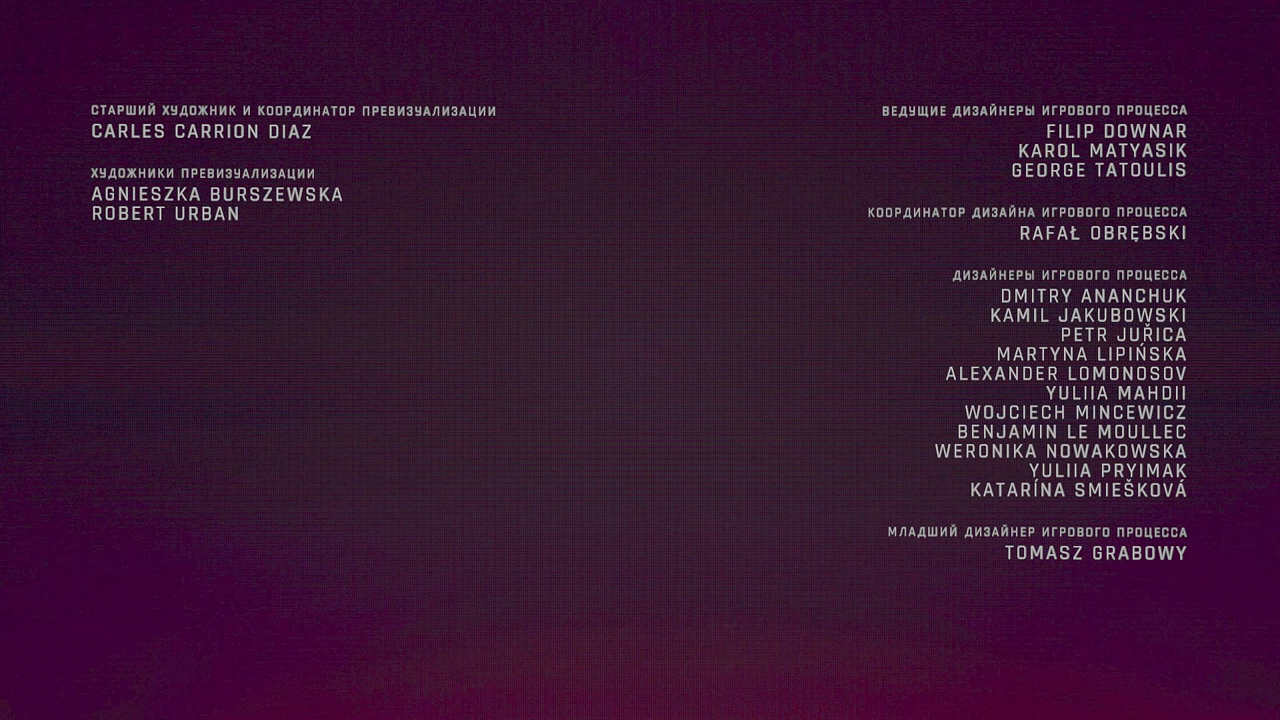 СТАРШИЙ ХУДОЖНИК И КООРДИНАТОР ПРЕВИЗУАЛИЗАЦИИ
CARLES CARRION DIAZ
ХУДОЖНИКИ ПРЕВИЗУАЛИЗАЦИИ
AGNIESZKA BURSZEWSKA
ROBERT URBAN
ВЕДУЩИЕ ДИЗАЙНЕРЫ ИГРОВОГО ПРОЦЕССА
FILIP DOWNAR
KAROL MATYASIK
GEORGE TATOULIS
КООРДИНАТОР ДИЗАЙНА ИГРОВОГО ПРОЦЕССА
RAFAŁ OBRĘBSKI
ДИЗАЙНЕРЫ ИГРОВОГО ПРОЦЕССА
DMITRY ANANCHUK
KAMIL JAKUBOWSKI
PETR JUŘICA
MARTYNA LIPIŃSKA
ALEXANDER LOMONOSOV
YULIIA MAHDII
WOJCIECH MINCEWICZ
BENJAMIN LE MOULLEC
WERONIKA NOWAKOWSKA
YULIIA PRYIMAK
KATARÍNA SMIEŠKOVÁ
МЛАДШИЙ ДИЗАЙНЕР ИГРОВОГО ПРОЦЕССА
TOMASZ GRABOWY